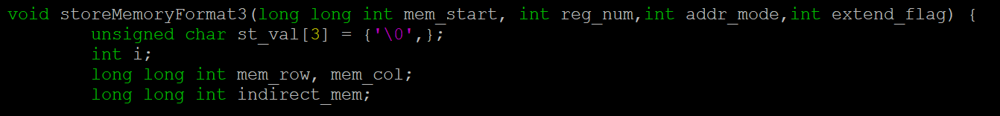 void storeMemoryFormat3(long long int mem_start, int reg_num,int addr_mode,int extend_flag) {
        unsigned char st_val[3] = {'\0',};
        int i;
        long long int mem_row, mem_col;
        long long int indirect_mem;